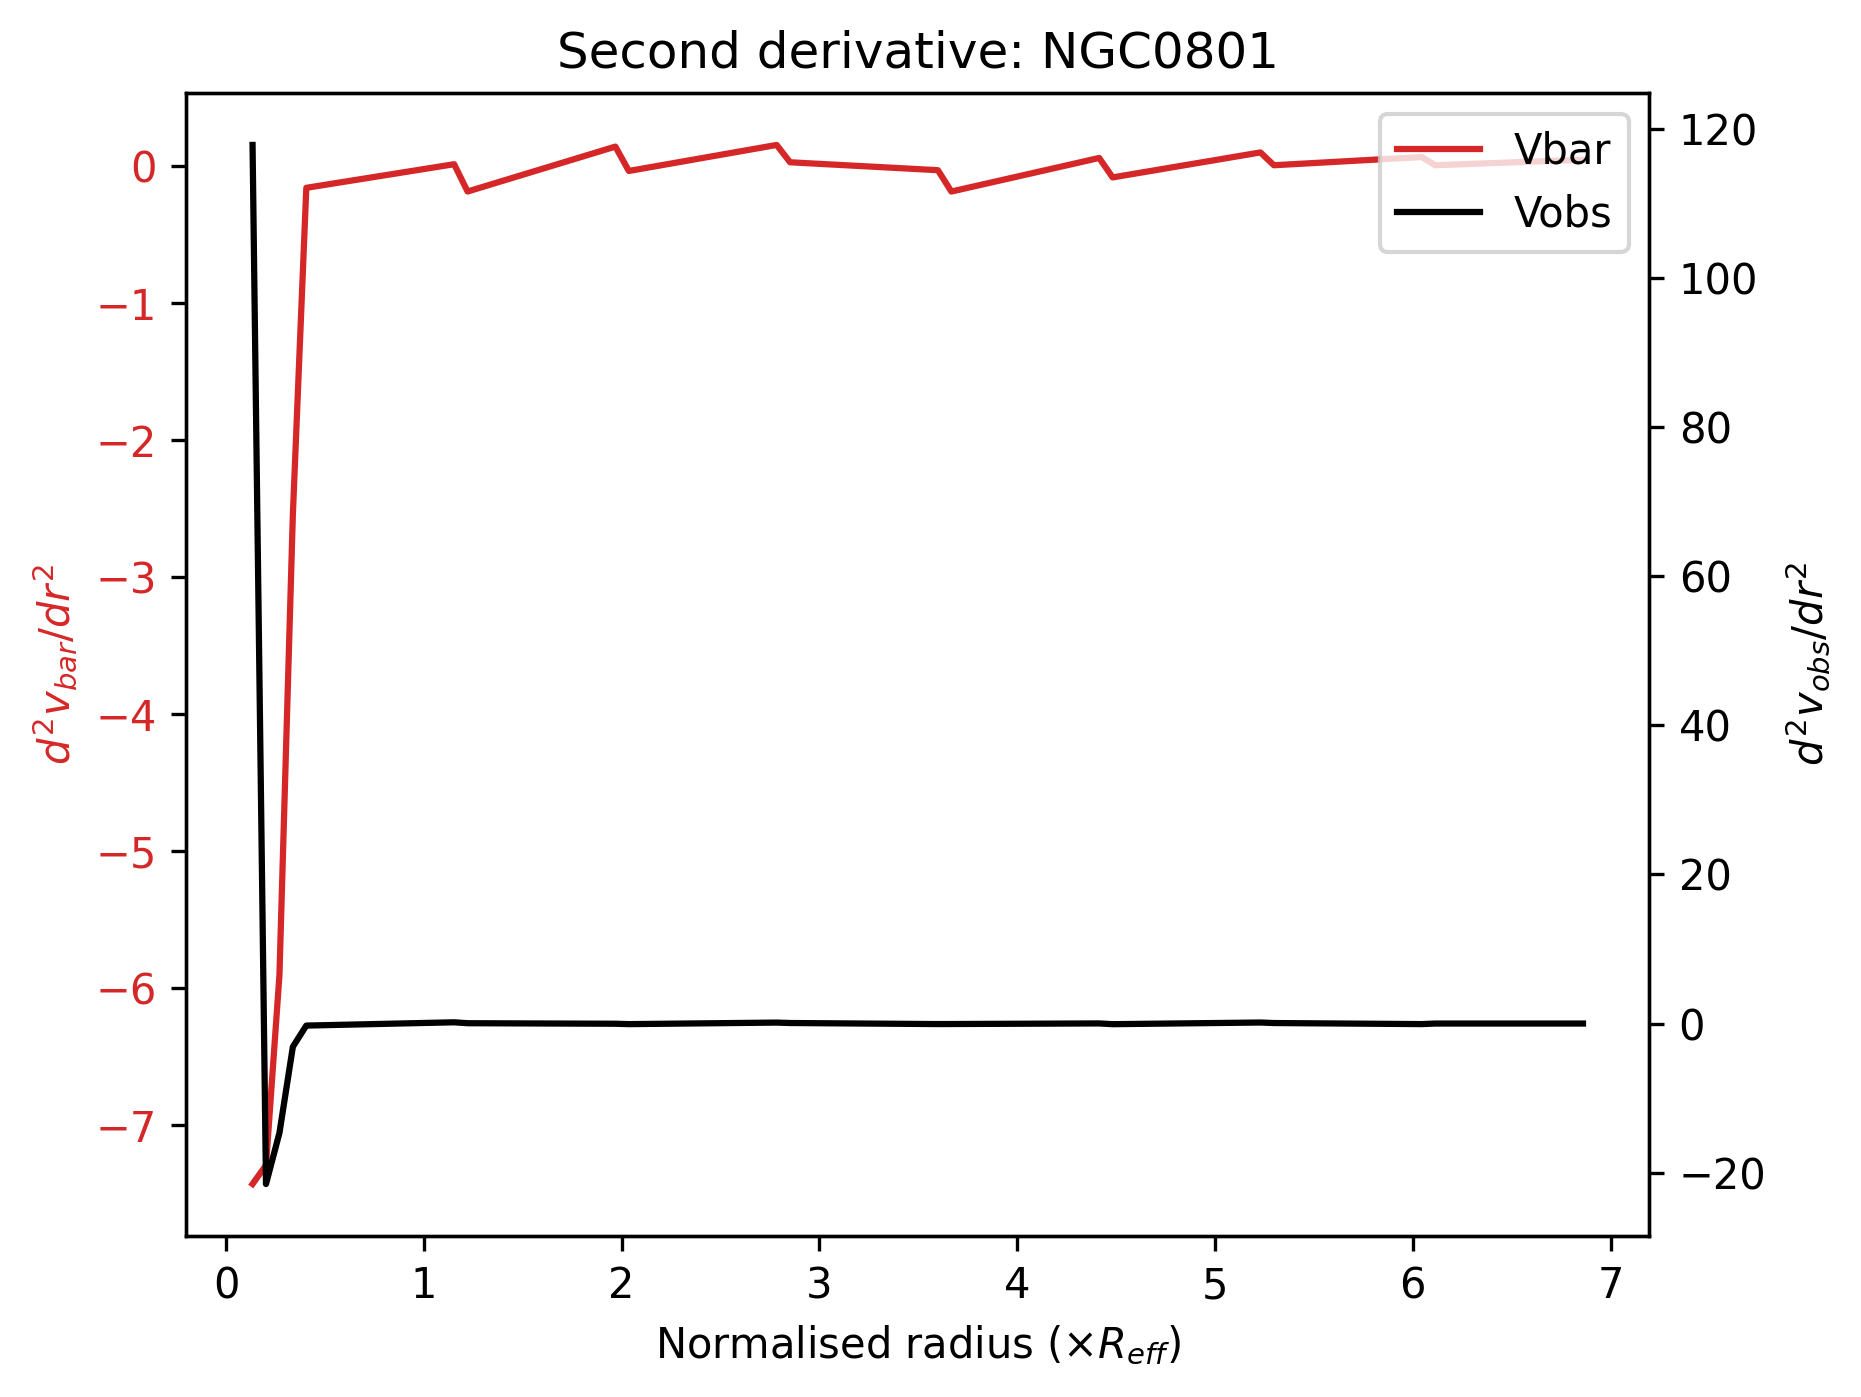 Second derivative: NGC0801
Vbar
Vobs
0
−1
−2
−3
−4
−5
−6
−7
d²v_bar/dr²
120
100
80
60
40
20
0
−20
d²v_obs/dr²
0 1 2 3 4 5 6 7
Normalised radius (×R_eff)